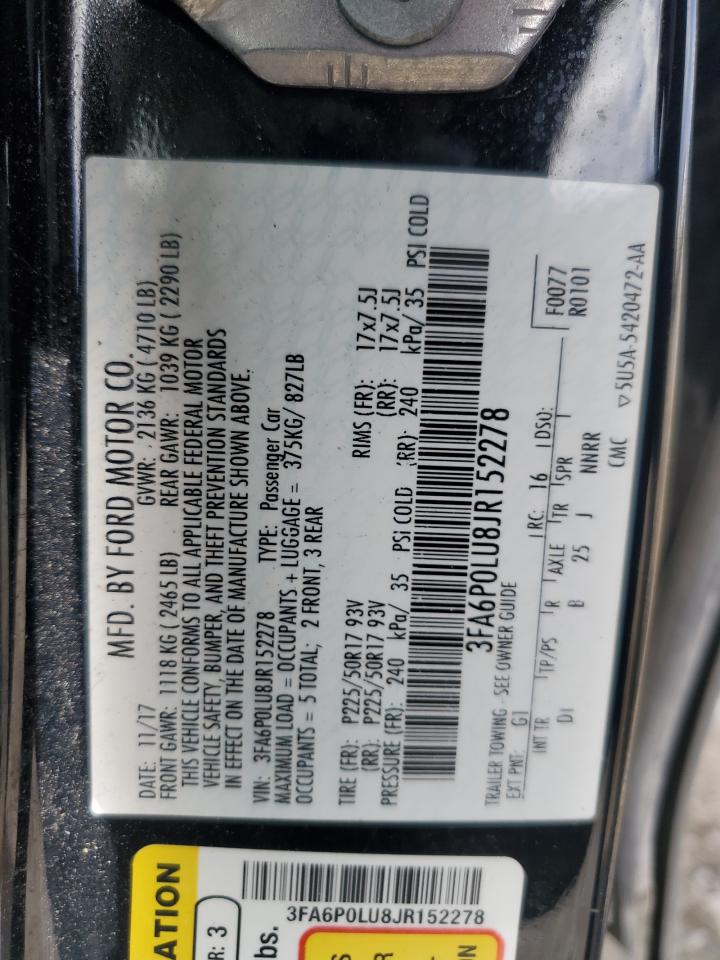 MFD. BY FORD MOTOR CO.
DATE: 11/17 GVWR: 2136 KG ( 4710 LB)
FRONT GAWR: 1118 KG ( 2465 LB) REAR GAWR: 1039 KG ( 2290 LB)
THIS VEHICLE CONFORMS TO ALL APPLICABLE FEDERAL MOTOR
VEHICLE SAFETY, BUMPER, AND THEFT PREVENTION STANDARDS
IN EFFECT ON THE DATE OF MANUFACTURE SHOWN ABOVE.
VIN: 3FA6P0LU8JR152278 TYPE: Passenger Car
MAXIMUM LOAD = OCCUPANTS + LUGGAGE = 375KG/ 827LB
OCCUPANTS = 5 TOTAL; 2 FRONT, 3 REAR
TIRE (FR): P225/50R17 93V RIMS (FR): 17x7.5J
(RR): P225/50R17 93V (RR): 17x7.5J
PRESSURE (FR): 240 kPa/ 35 PSI COLD (RR): 240 kPa/ 35 PSI COLD
3FA6P0LU8JR152278
TRAILER TOWING - SEE OWNER GUIDE
EXT PNT: G1 RC: 16 DSO: F0077
R0101
INT TR TP/PS R AXLE TR SPR
DI B 25 J NNRR
CMC ▽5U5A-5420472-AA
3FA6P0LU8JR152278
ATION
R: 3
bs.